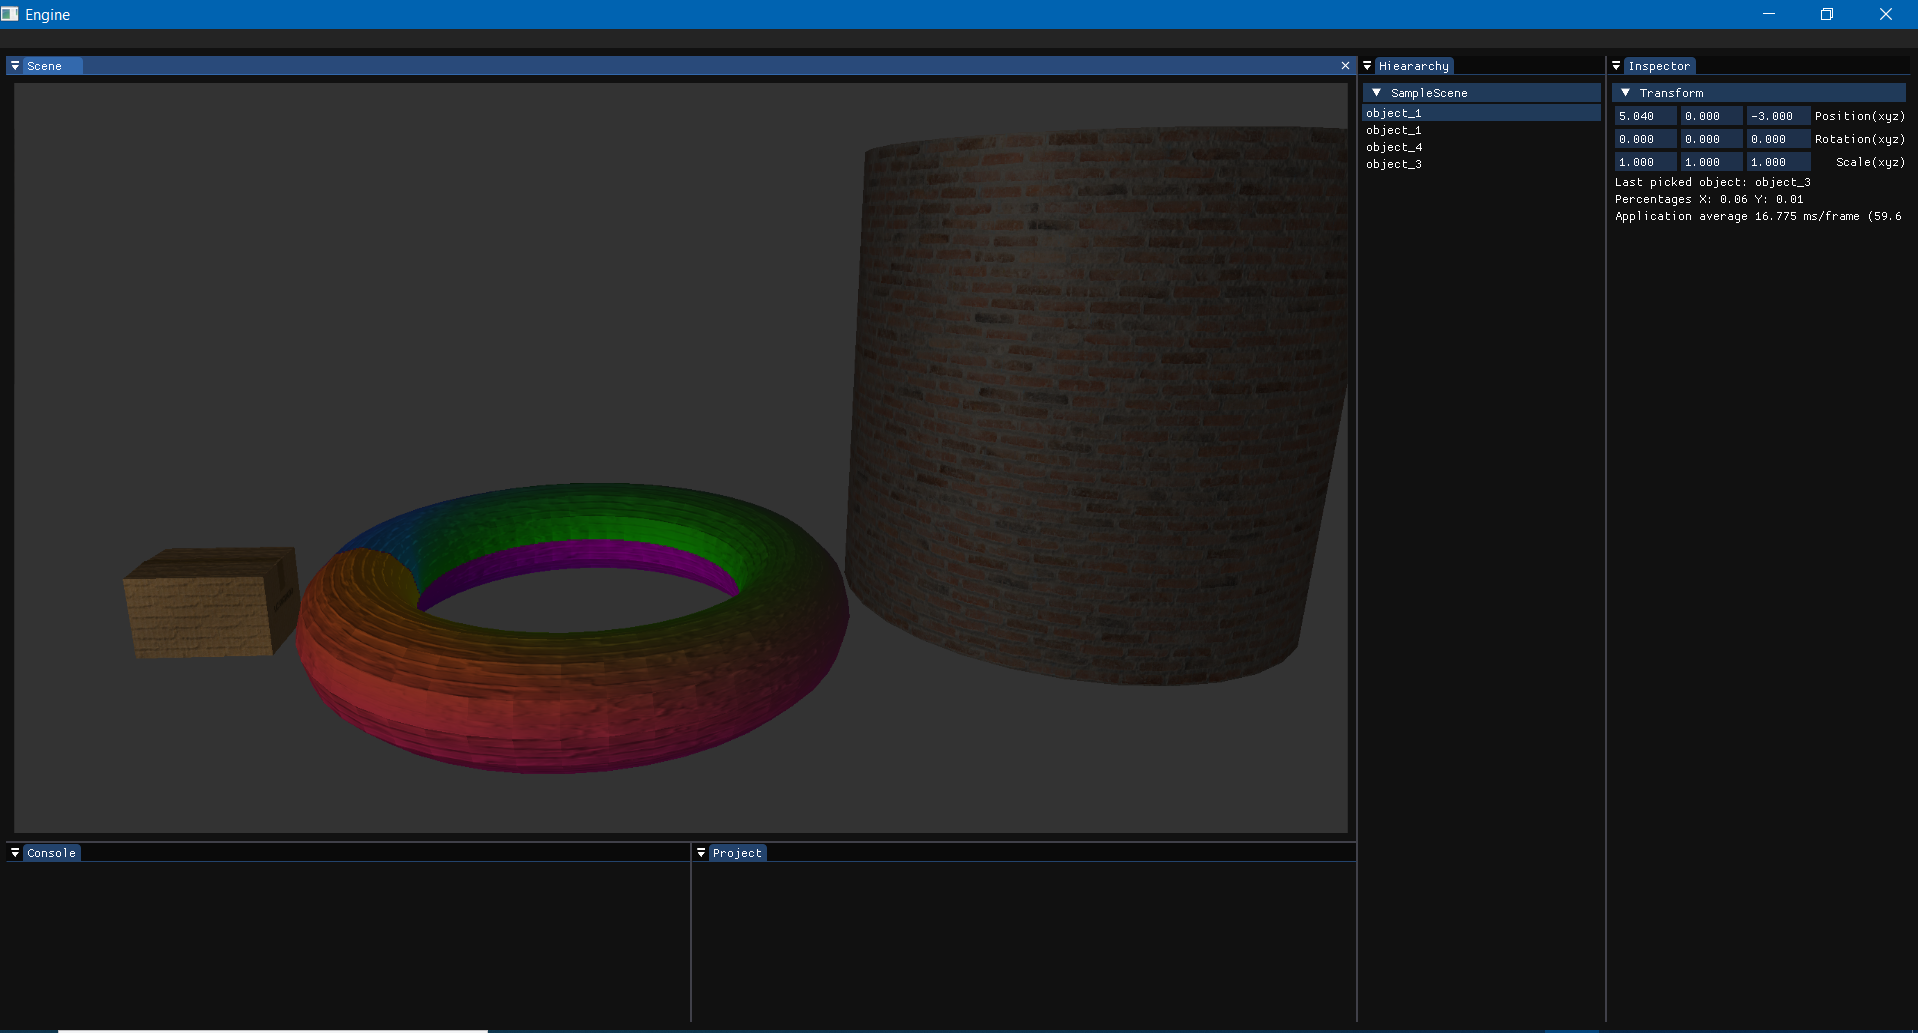 Engine
Scene
Hieararchy
SampleScene
object_1
object_1
object_4
object_3
Inspector
Transform
5.040 0.000 -3.000 Position(xyz)
0.000 0.000 0.000 Rotation(xyz)
1.000 1.000 1.000 Scale(xyz)
Last picked object: object_3
Percentages X: 0.06 Y: 0.01
Application average 16.775 ms/frame (59.6
Console
Project